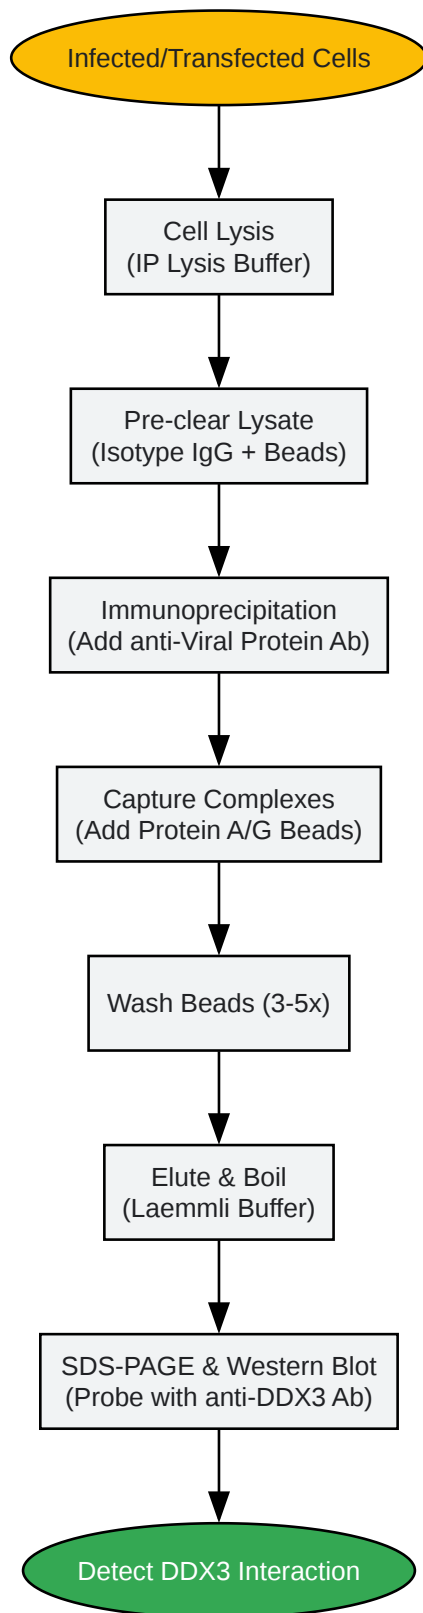 Infected/Transfected Cells
Cell Lysis
(IP Lysis Buffer)
Pre-clear Lysate
(Isotype IgG + Beads)
Immunoprecipitation
(Add anti-Viral Protein Ab)
Capture Complexes
(Add Protein A/G Beads)
Wash Beads (3-5x)
Elute & Boil
(Laemmli Buffer)
SDS-PAGE & Western Blot
(Probe with anti-DDX3 Ab)
Detect DDX3 Interaction